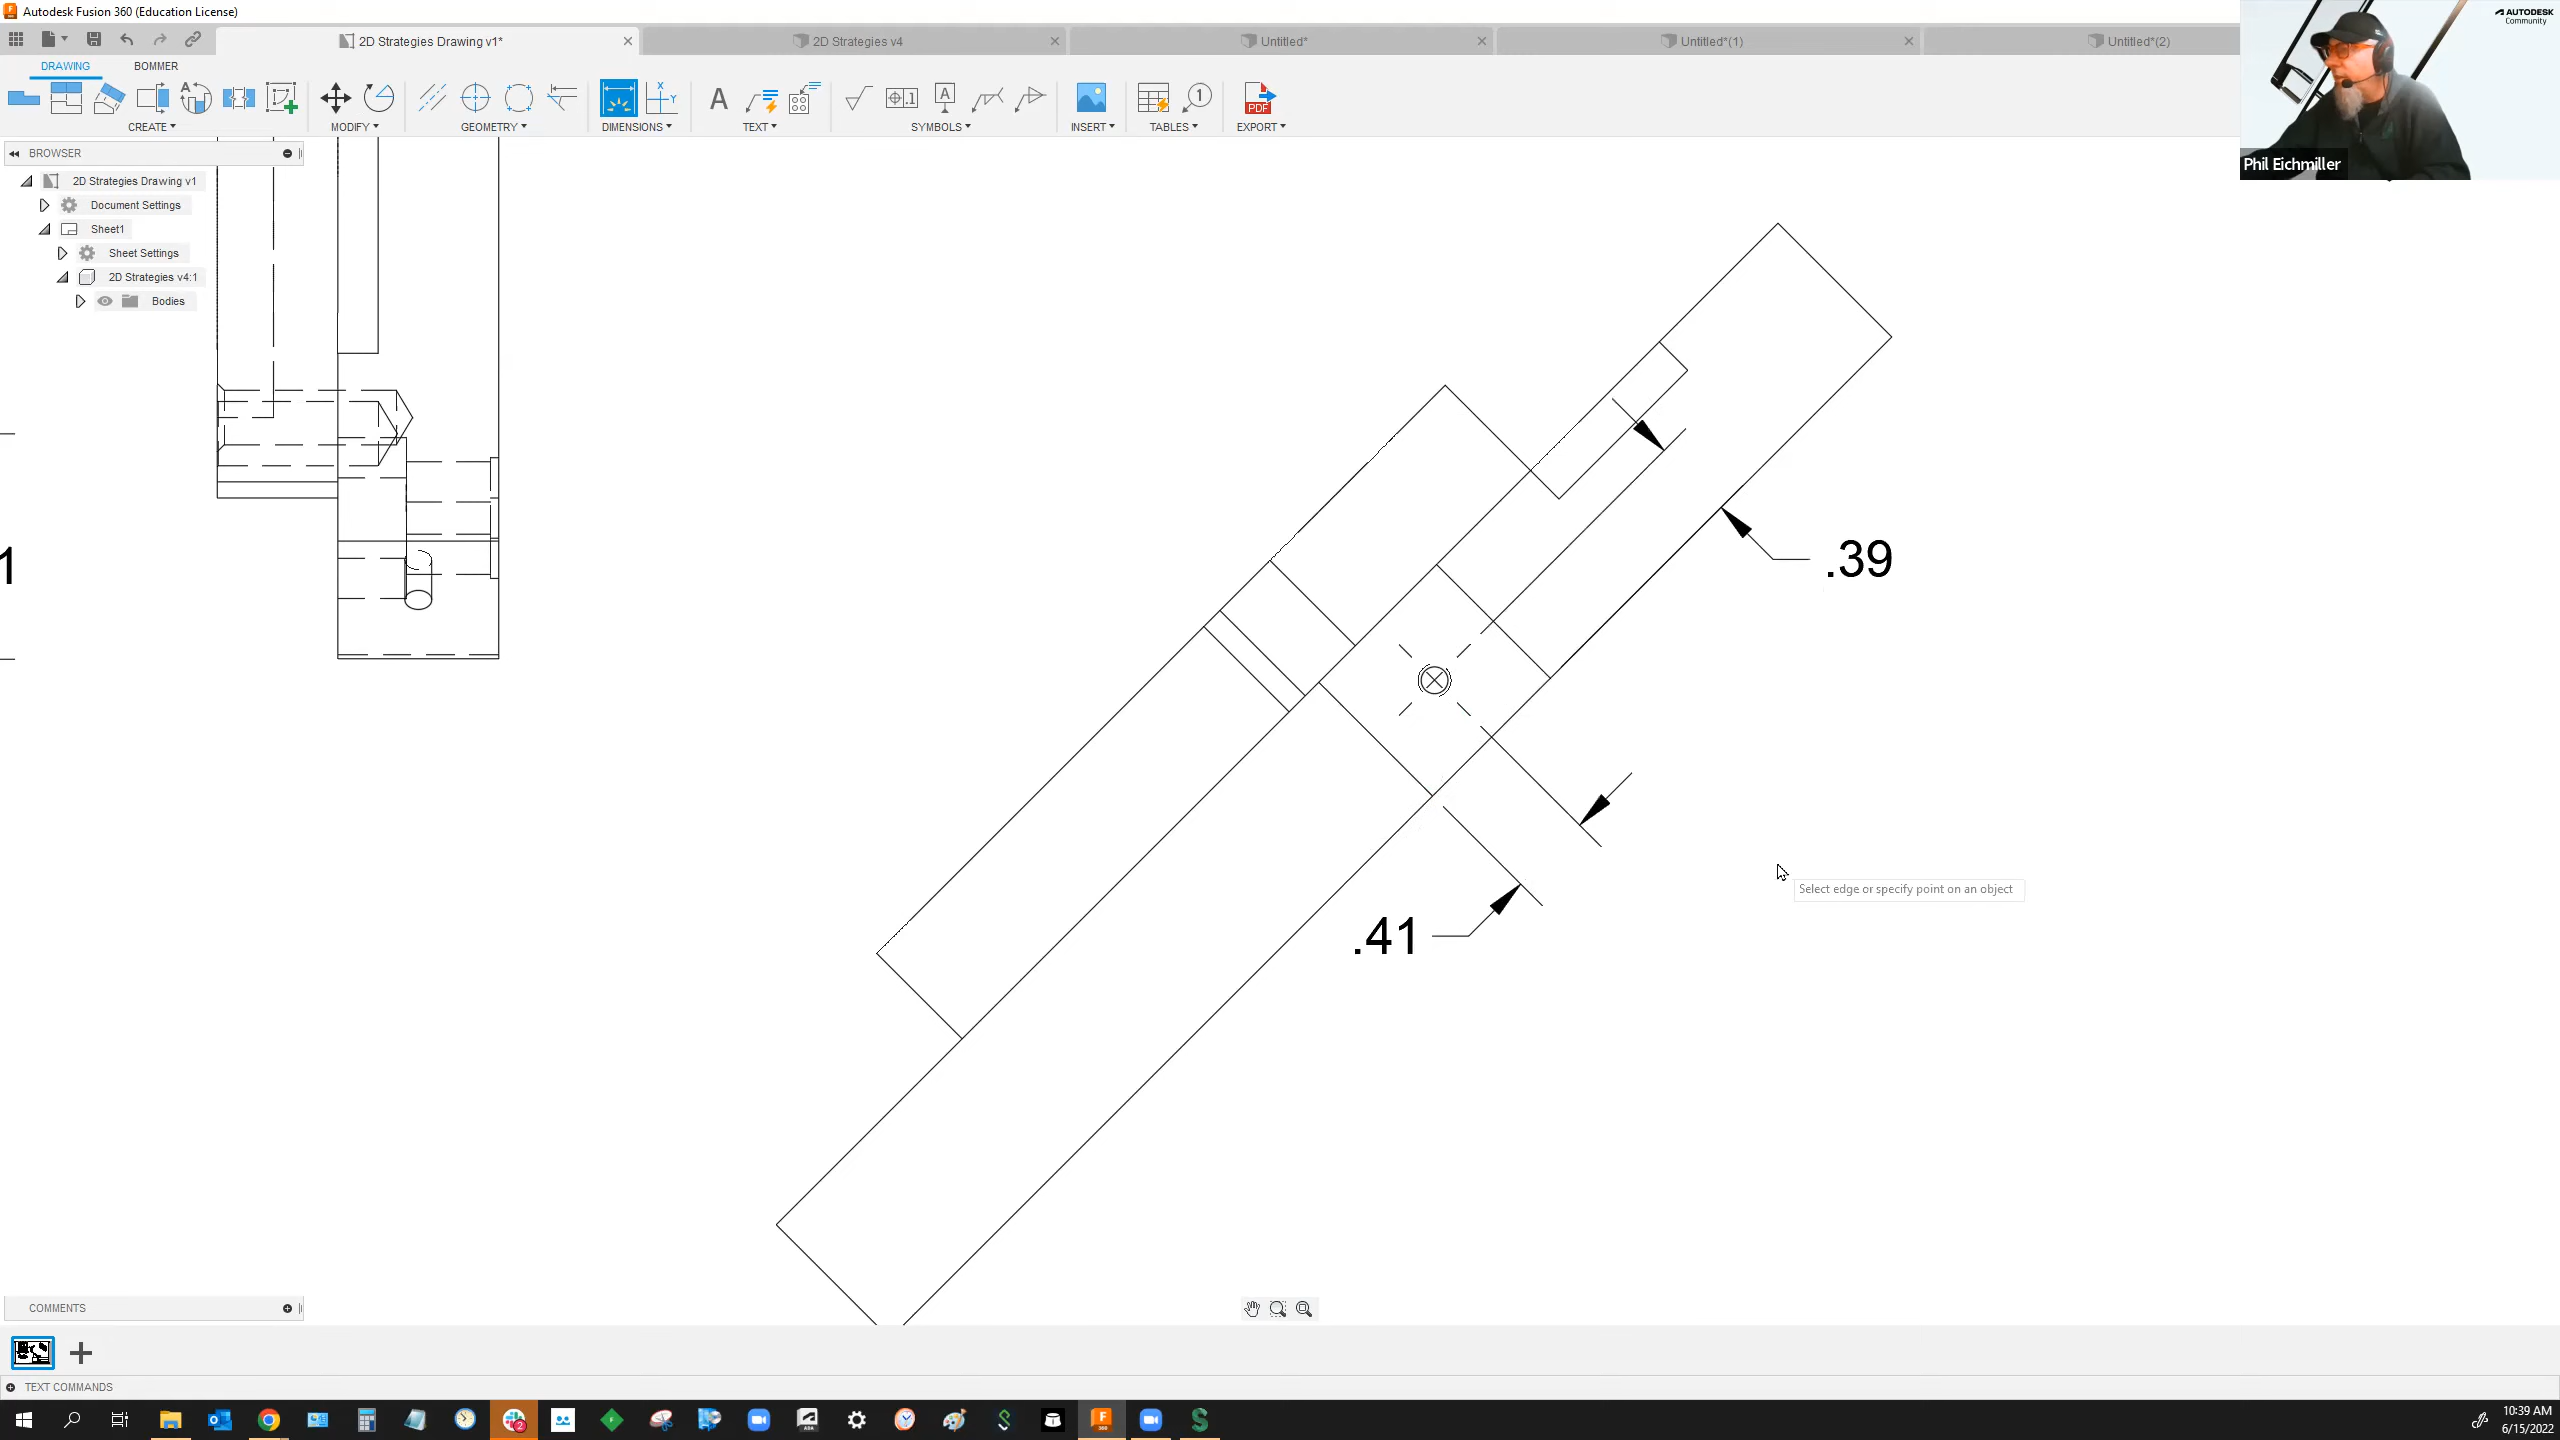 Autodesk Fusion 360 (Education License)
2D Strategies Drawing v1*
2D Strategies v4
Untitled*
Untitled*(1)
Untitled*(2)
AUTODESK
Community
Phil Eichmiller
DRAWING
BOMMER
CREATE
MODIFY
GEOMETRY
DIMENSIONS
TEXT
SYMBOLS
INSERT
TABLES
EXPORT
BROWSER
2D Strategies Drawing v1
Document Settings
Sheet1
Sheet Settings
2D Strategies v4:1
Bodies
1
.39
.41
Select edge or specify point on an object
COMMENTS
TEXT COMMANDS
10:39 AM
6/15/2022